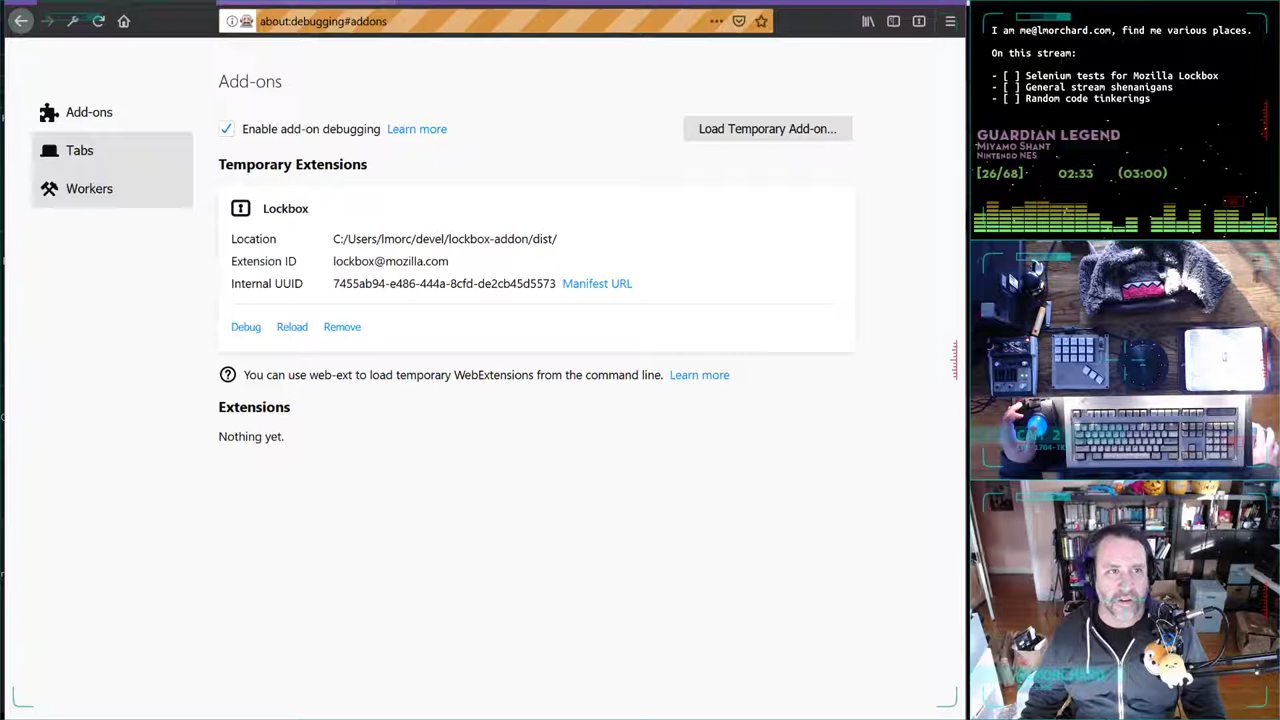 about:debugging#addons
Add-ons
Tabs
Workers
Add-ons
Enable add-on debugging Learn more
Load Temporary Add-on...
Temporary Extensions
Lockbox
Location C:/Users/lmorc/devel/lockbox-addon/dist/
Extension ID lockbox@mozilla.com
Internal UUID 7455ab94-e486-444a-8cfd-de2cb45d5573 Manifest URL
Debug Reload Remove
You can use web-ext to load temporary WebExtensions from the command line. Learn more
Extensions
Nothing yet.
I am me@lmorchard.com, find me various places.
On this stream:
- [ ] Selenium tests for Mozilla Lockbox
- [ ] General stream shenanigans
- [ ] Random code tinkerings
GUARDIAN LEGEND
MIYAMO SHANT
NINTENDO NES
[26/68] 02:33 (03:00)
CAM 2